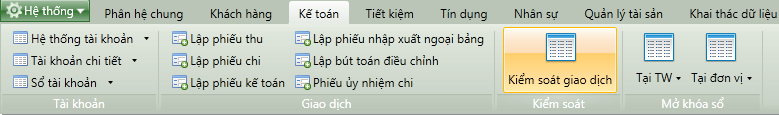 Hệ thống Phân hệ chung Khách hàng Kế toán Tiết kiệm Tín dụng Nhân sự Quản lý tài sản Khai thác dữ liệu
Hệ thống tài khoản Lập phiếu thu Lập phiếu nhập xuất ngoại bảng
Tài khoản chi tiết Lập phiếu chi Lập bút toán điều chỉnh
Sổ tài khoản Lập phiếu kế toán Phiếu ủy nhiệm chi
Kiểm soát giao dịch Tại TW Tại đơn vị
Tài khoản Giao dịch Kiểm soát Mở khóa sổ